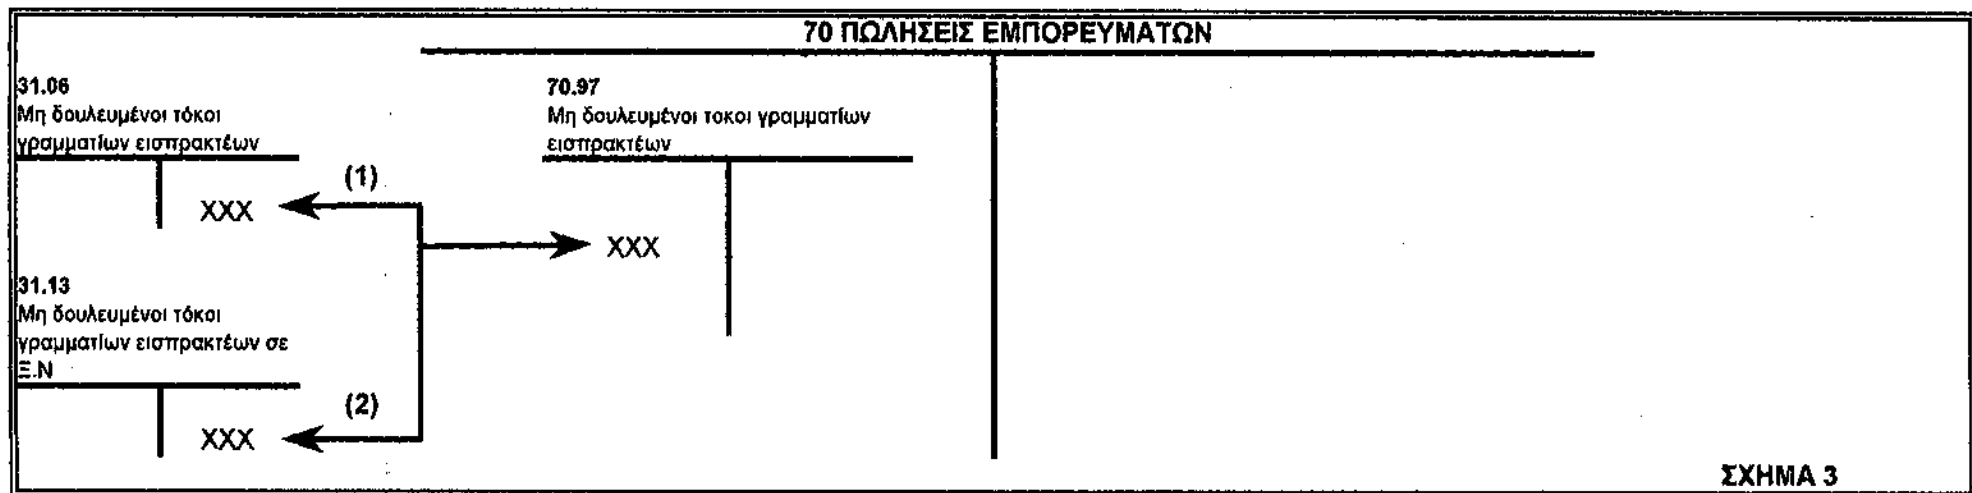 70 ΠΩΛΗΣΕΙΣ ΕΜΠΟΡΕΥΜΑΤΩΝ
31.06
Μη δουλευμένοι τόκοι
γραμματίων εισπρακτέων
70.97
Μη δουλευμένοι τοκοι γραμματίων
εισπρακτέων
(1)
XXX
XXX
31.13
Μη δουλευμένοι τόκοι
γραμματίων εισπρακτέων σε
Ξ.Ν
(2)
XXX
ΣΧΗΜΑ 3